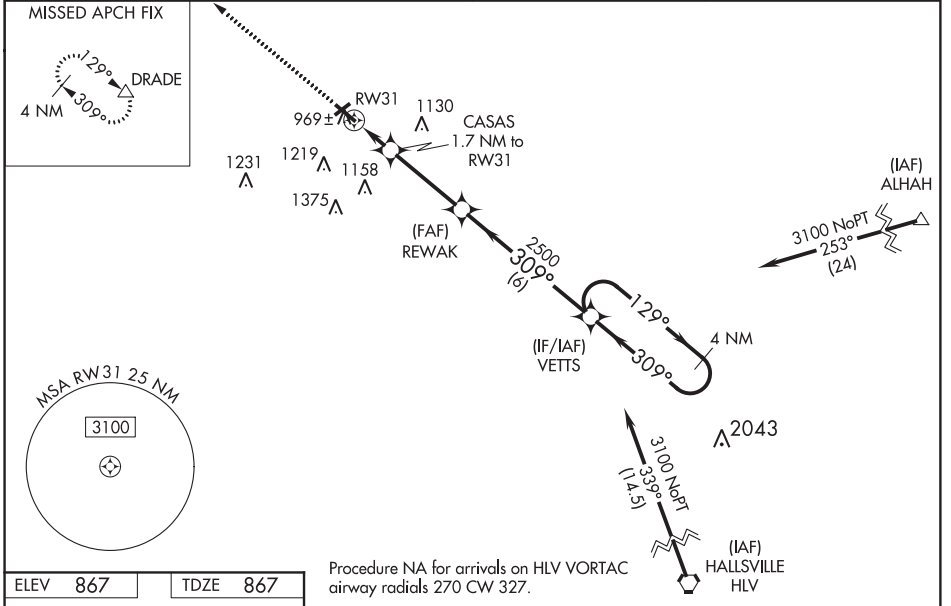 MISSED APCH FIX
129°
DRADE
4 NM
309°
RW31
969±
1130
CASAS
1.7 NM to
RW31
1231
1219
1158
1375
(FAF)
REWAK
2500
309°
(6)
(IAF)
ALHAH
3100 NoPT
253°
(24)
129°
4 NM
309°
(IF/IAF)
VETTS
MSA RW31 25 NM
3100
2043
3100 NoPT
339°
(14.5)
(IAF)
HALLSVILLE
HLV
Procedure NA for arrivals on HLV VORTAC
airway radials 270 CW 327.
ELEV 867
TDZE 867